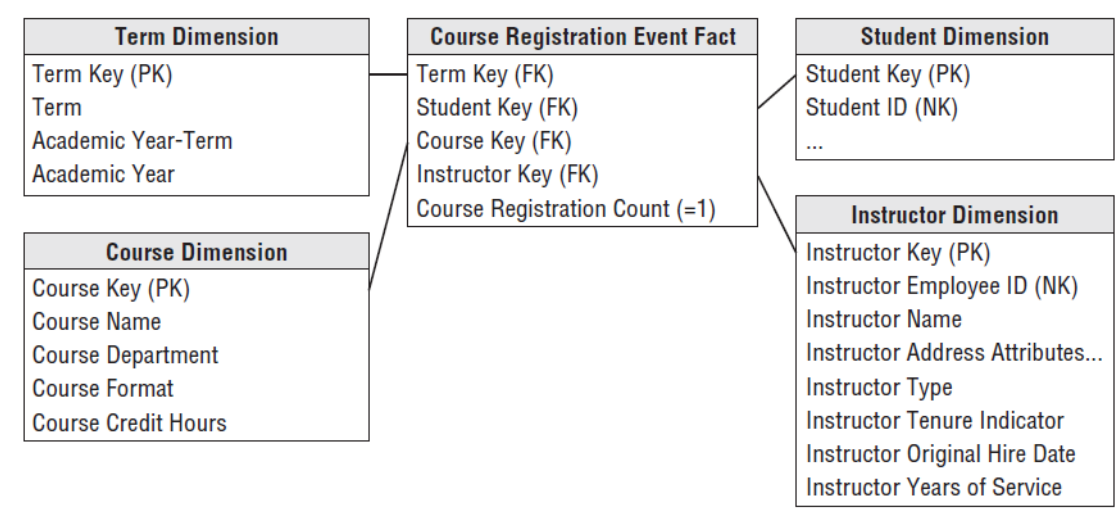 Term Dimension
Term Key (PK)
Term
Academic Year-Term
Academic Year
Course Dimension
Course Key (PK)
Course Name
Course Department
Course Format
Course Credit Hours
Course Registration Event Fact
Term Key (FK)
Student Key (FK)
Course Key (FK)
Instructor Key (FK)
Course Registration Count (=1)
Student Dimension
Student Key (PK)
Student ID (NK)
...
Instructor Dimension
Instructor Key (PK)
Instructor Employee ID (NK)
Instructor Name
Instructor Address Attributes...
Instructor Type
Instructor Tenure Indicator
Instructor Original Hire Date
Instructor Years of Service